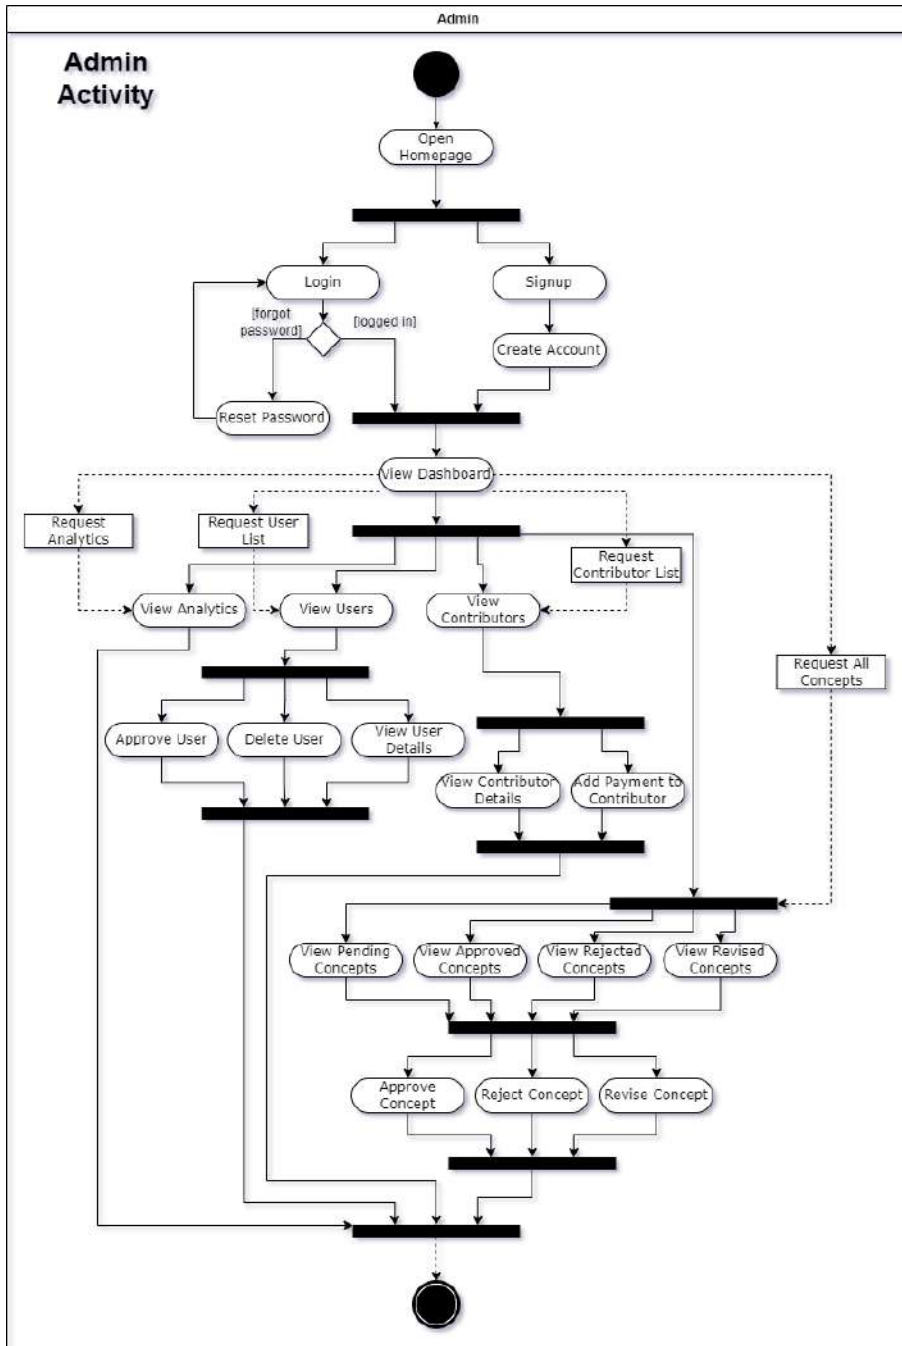 Admin
Admin
Activity
Open
Homepage
Login
Signup
[forgot
password]
[logged in]
Create Account
Reset Password
View Dashboard
Request
Analytics
Request User
List
Request
Contributor List
View Analytics
View Users
View
Contributors
Request All
Concepts
Approve User
Delete User
View User
Details
View Contributor
Details
Add Payment to
Contributor
View Pending
Concepts
View Approved
Concepts
View Rejected
Concepts
View Revised
Concepts
Approve
Concept
Reject Concept
Revise Concept